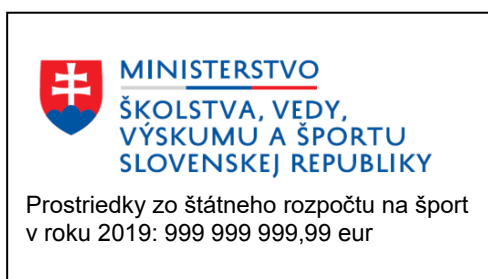 MINISTERSTVO
ŠKOLSTVA, VEDY,
VÝSKUMU A ŠPORTU
SLOVENSKEJ REPUBLIKY
Prostriedky zo štátneho rozpočtu na šport
v roku 2019: 999 999 999,99 eur